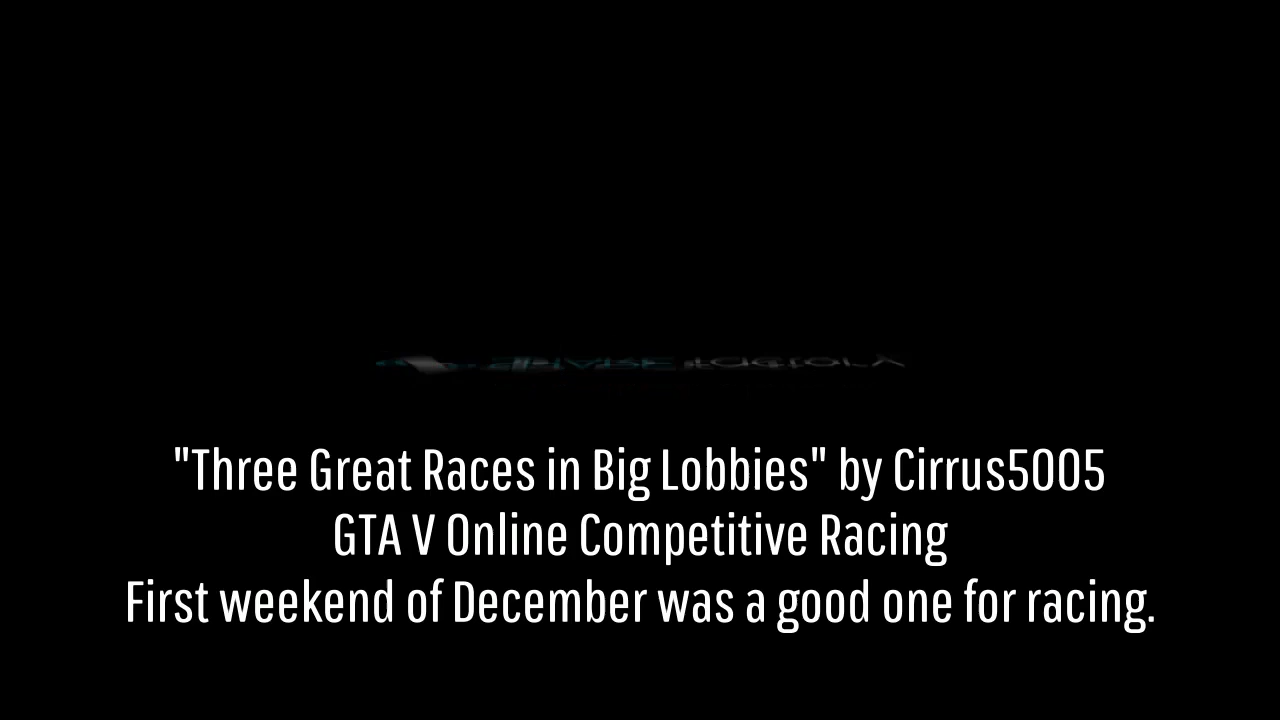 "Three Great Races in Big Lobbies" by Cirrus5005
GTA V Online Competitive Racing
First weekend of December was a good one for racing.